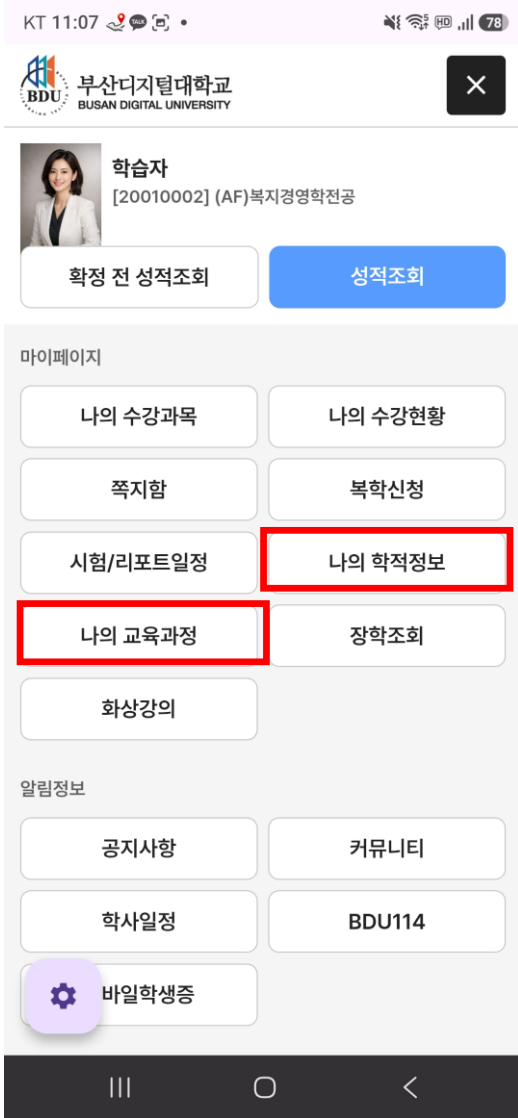 KT 11:07
HD
78
BDU
부산디지털대학교
BUSAN DIGITAL UNIVERSITY
학습자
[20010002] (AF)복지경영학전공
확정 전 성적조회
성적조회
마이페이지
나의 수강과목
나의 수강현황
쪽지함
복학신청
시험/리포트일정
나의 학적정보
나의 교육과정
장학조회
화상강의
알림정보
공지사항
커뮤니티
학사일정
BDU114
바일학생증